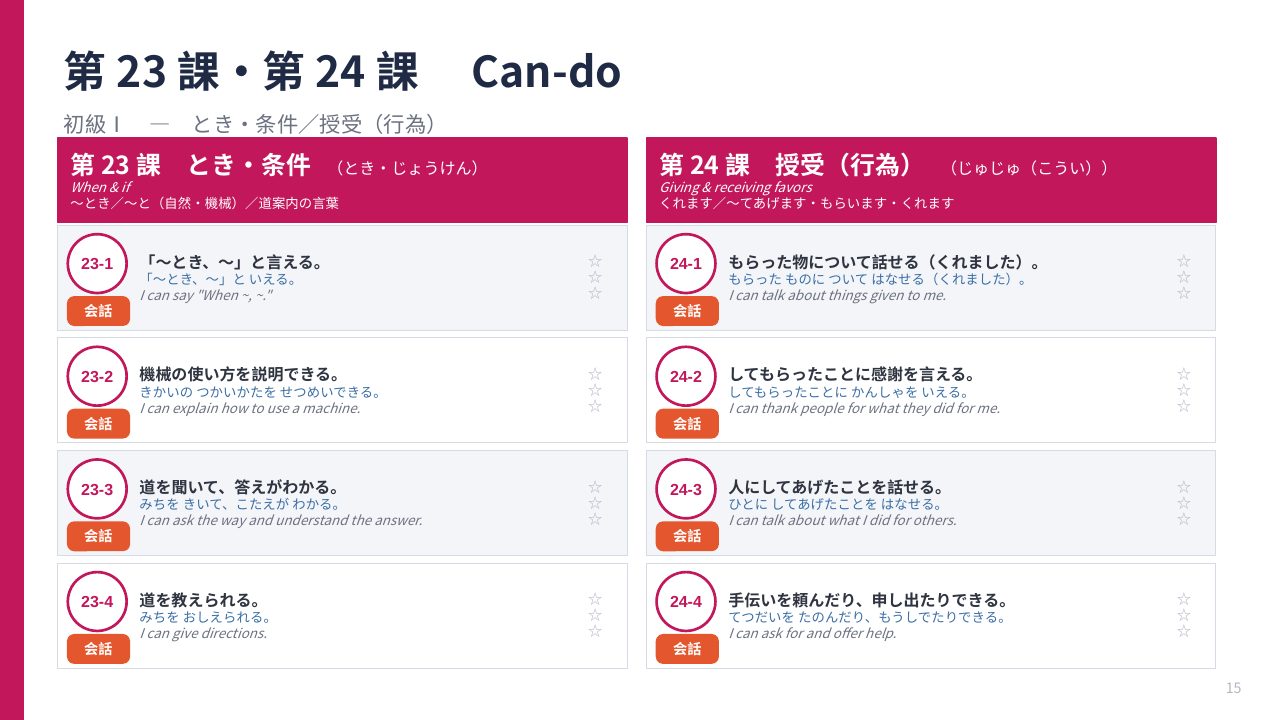 第 23 課・第 24 課　Can-do
初級Ⅰ　—　とき・条件／授受（行為）
第 23 課　とき・条件　（とき・じょうけん）
When & if
〜とき／〜と（自然・機械）／道案内の言葉
23-1
会話
「〜とき、〜」と言える。
「〜とき、〜」と いえる。
I can say "When ~, ~."
☆
☆
☆
23-2
会話
機械の使い方を説明できる。
きかいの つかいかたを せつめいできる。
I can explain how to use a machine.
☆
☆
☆
23-3
会話
道を聞いて、答えがわかる。
みちを きいて、こたえが わかる。
I can ask the way and understand the answer.
☆
☆
☆
23-4
会話
道を教えられる。
みちを おしえられる。
I can give directions.
☆
☆
☆
第 24 課　授受（行為）　（じゅじゅ（こうい））
Giving & receiving favors
くれます／〜てあげます・もらいます・くれます
24-1
会話
もらった物について話せる（くれました）。
もらった ものに ついて はなせる（くれました）。
I can talk about things given to me.
☆
☆
☆
24-2
会話
してもらったことに感謝を言える。
してもらったことに かんしゃを いえる。
I can thank people for what they did for me.
☆
☆
☆
24-3
会話
人にしてあげたことを話せる。
ひとに してあげたことを はなせる。
I can talk about what I did for others.
☆
☆
☆
24-4
会話
手伝いを頼んだり、申し出たりできる。
てつだいを たのんだり、もうしでたりできる。
I can ask for and offer help.
☆
☆
☆
15